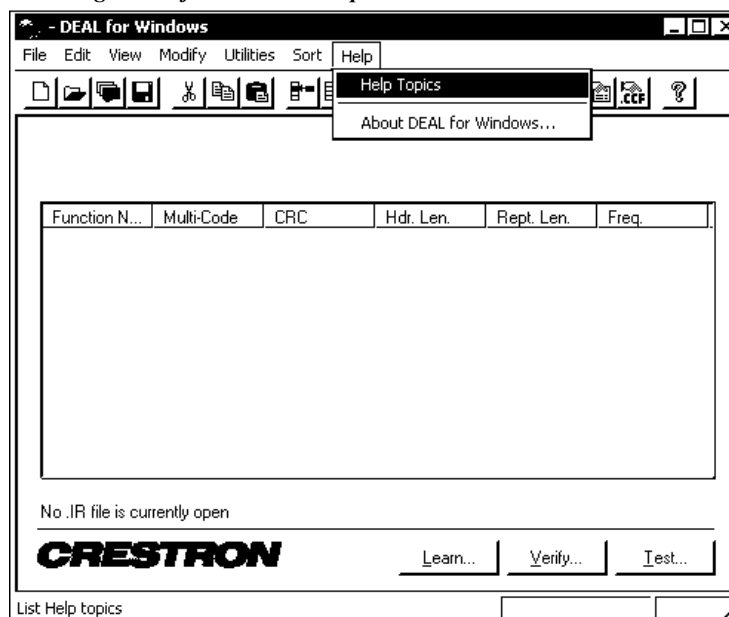 - DEAL for Windows
File Edit View Modify Utilities Sort Help
Help Topics
About DEAL for Windows...
.CCF
Function N... Multi-Code CRC Hdr. Len. Rept. Len. Freq.
No .IR file is currently open
CRESTRON
Learn... Verify... Test...
List Help topics